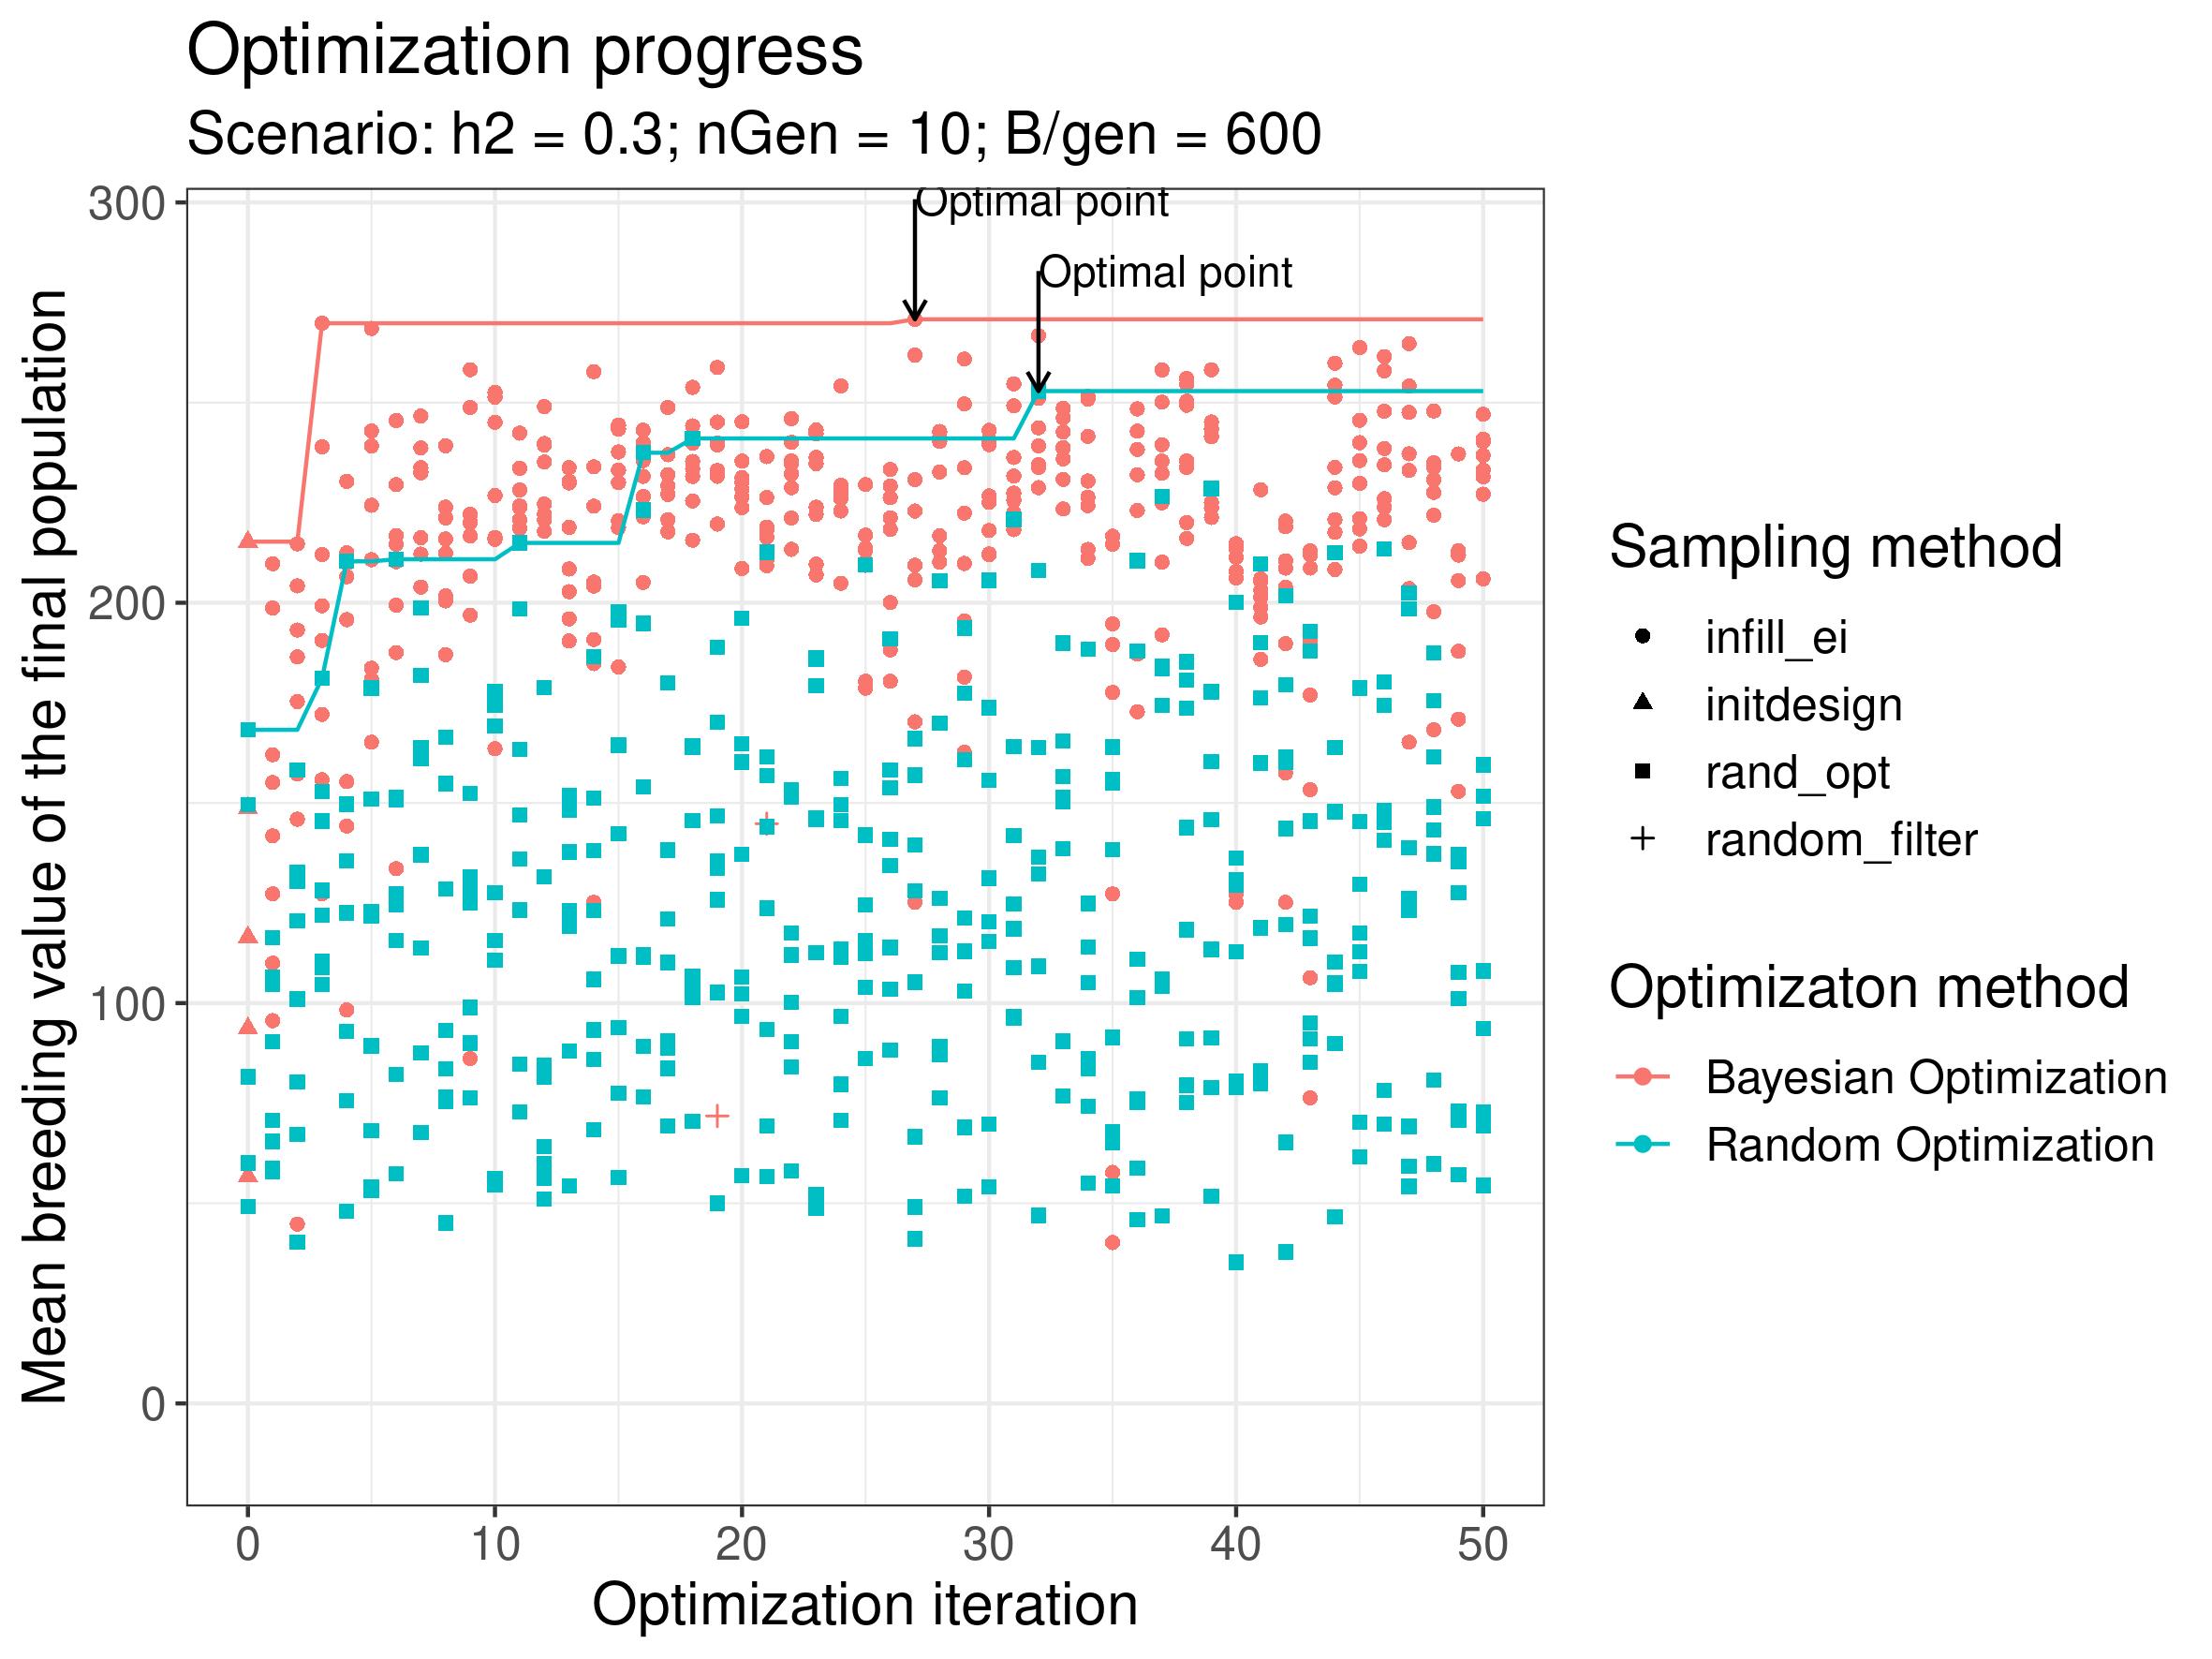 Optimization progress
Scenario: h2 = 0.3; nGen = 10; B/gen = 600
Mean breeding value of the final population
300
200
100
0
Optimal point
Optimal point
0 10 20 30 40 50
Optimization iteration
Sampling method
infill_ei
initdesign
rand_opt
random_filter
Optimizaton method
Bayesian Optimization
Random Optimization